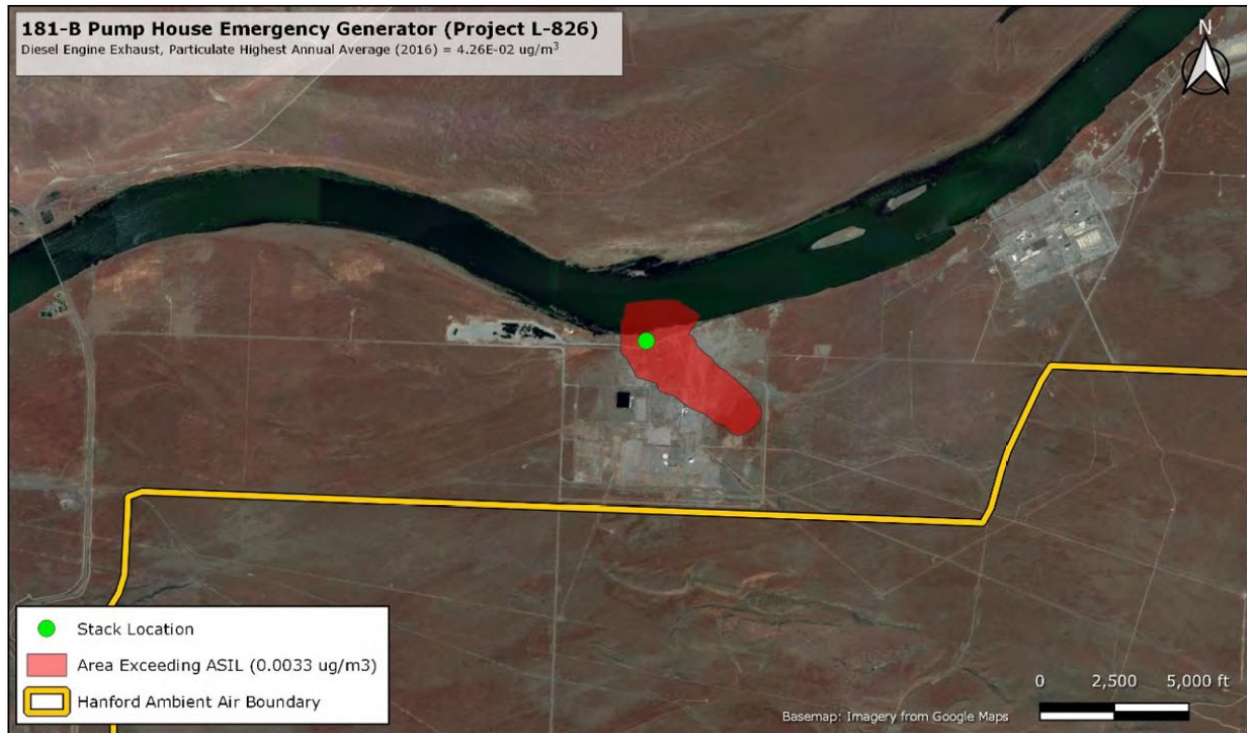 181-B Pump House Emergency Generator (Project L-826)
Diesel Engine Exhaust, Particulate Highest Annual Average (2016) = 4.26E-02 ug/m³
N
Stack Location
Area Exceeding ASIL (0.0033 ug/m3)
Hanford Ambient Air Boundary
0 2,500 5,000 ft
Basemap: Imagery from Google Maps